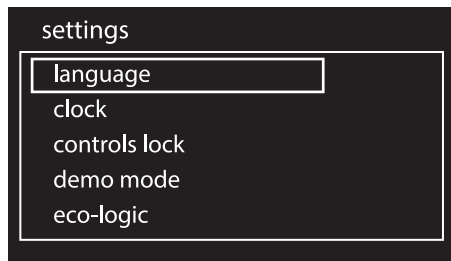 settings
language
clock
controls lock
demo mode
eco-logic